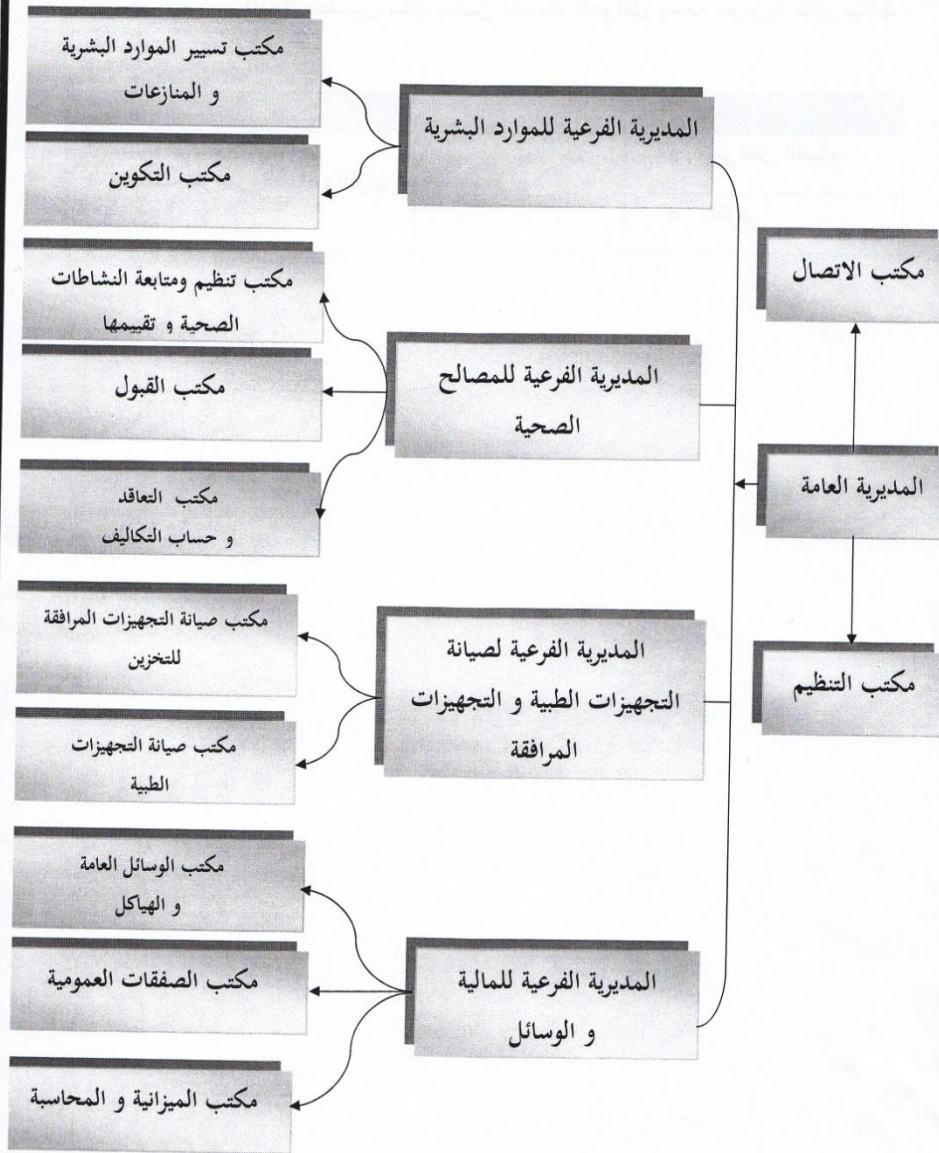 مكتب الاتصال
المديرية العامة
مكتب التنظيم
المديرية الفرعية للموارد البشرية
مكتب تسيير الموارد البشرية
و المنازعات
مكتب التكوين
المديرية الفرعية للمصالح
الصحية
مكتب تنظيم ومتابعة النشاطات
الصحية و تقييمها
مكتب القبول
مكتب التعاقد
و حساب التكاليف
المديرية الفرعية لصيانة
التجهيزات الطبية و التجهيزات
المرافقة
مكتب صيانة التجهيزات المرافقة
للتخزين
مكتب صيانة التجهيزات
الطبية
المديرية الفرعية للمالية
و الوسائل
مكتب الوسائل العامة
و الهياكل
مكتب الصفقات العمومية
مكتب الميزانية و المحاسبة